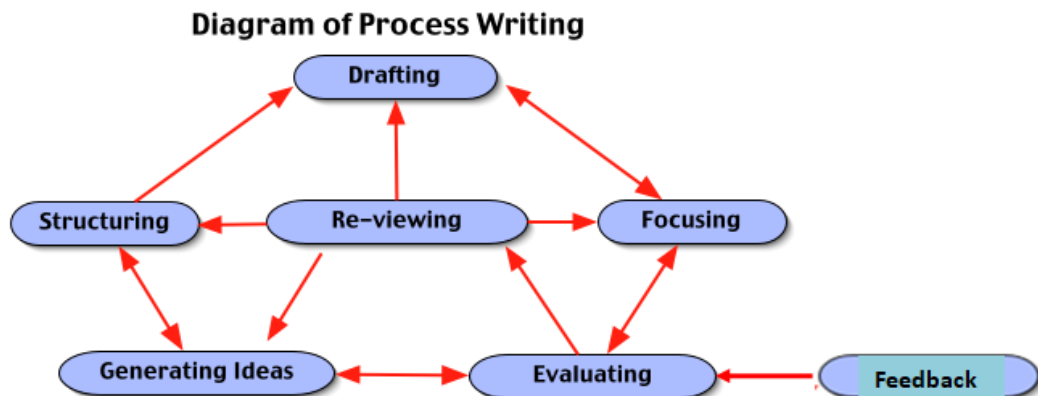 Diagram of Process Writing
Drafting
Structuring
Re-viewing
Focusing
Generating Ideas
Evaluating
Feedback